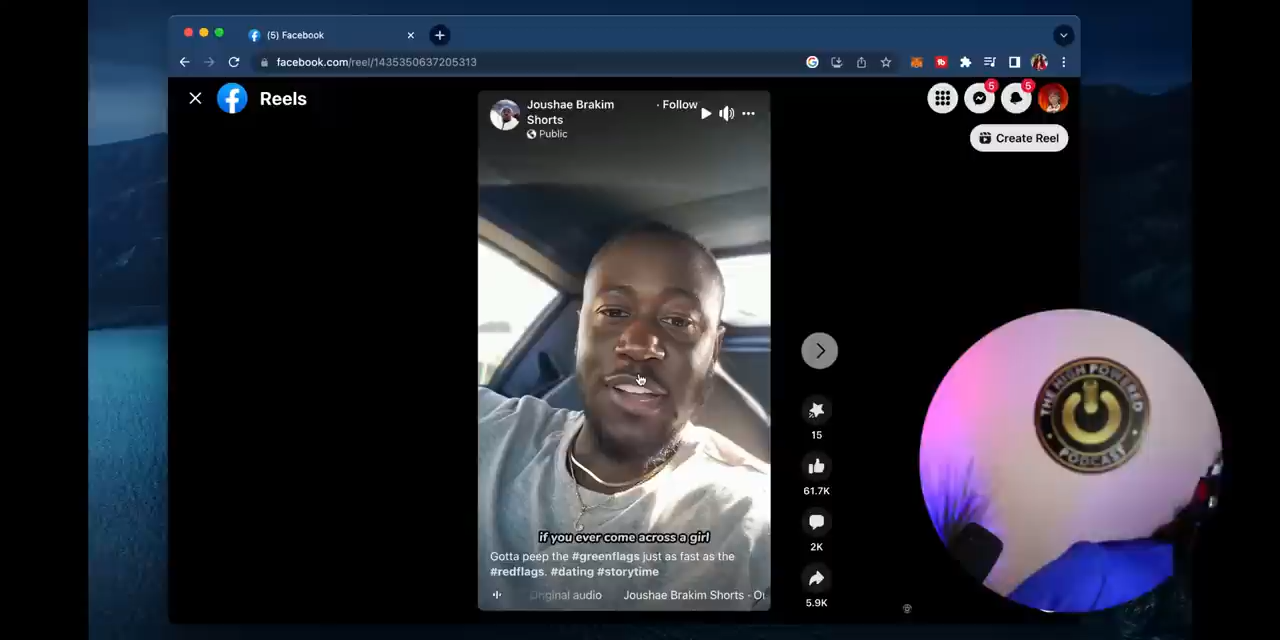 (5) Facebook
facebook.com/reel/1435350637205313
Reels
5
5
Create Reel
Joushae Brakim
Shorts
· Follow
Public
15
61.7K
2K
5.9K
if you ever come across a girl
Gotta peep the #greenflags just as fast as the
#redflags. #dating #storytime
Original audio
Joushae Brakim Shorts · O
THE HIGH POWERED
PODCAST